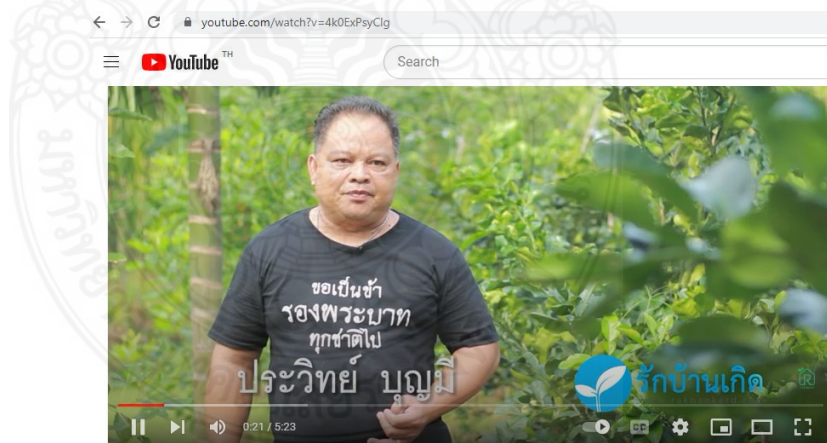 youtube.com/watch?v=4k0ExPsyClg
YouTube TH
Search
ขอเป็นข้า
รองพระบาท
ทุกชาติไป
ประวิทย์ บุญมี
รักบ้านเกิด
0:21 / 5:23
CC